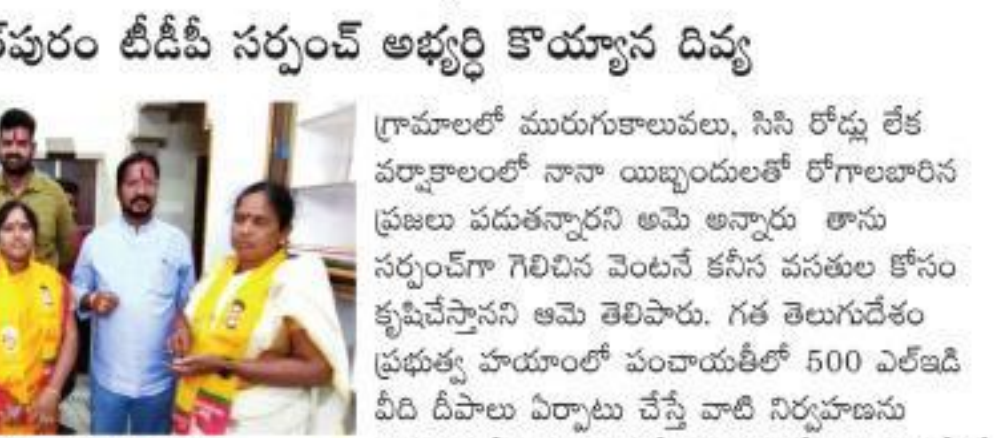 టీడీపీ సర్పంచ్ అభ్యర్ధి కొయ్యాన దివ్య
గ్రామాలలో మురుగుకాలువలు, సిసి రోడ్లు లేక
వర్షాకాలంలో నానా యిబ్బందులతో రోగాలబారిన
ప్రజలు పడుతన్నారని అమె అన్నారు తాను
సర్పంచ్‌గా గెలిచిన వెంటనే కనీస వసతుల కోసం
కృషిచేస్తానని ఆమె తెలిపారు. గత తెలుగుదేశం
ప్రభుత్వ హయాంలో పంచాయతీలో 500 ఎల్ఇడి
వీది దీపాలు ఏర్పాటు చేస్తే వాటి నిర్వహణను